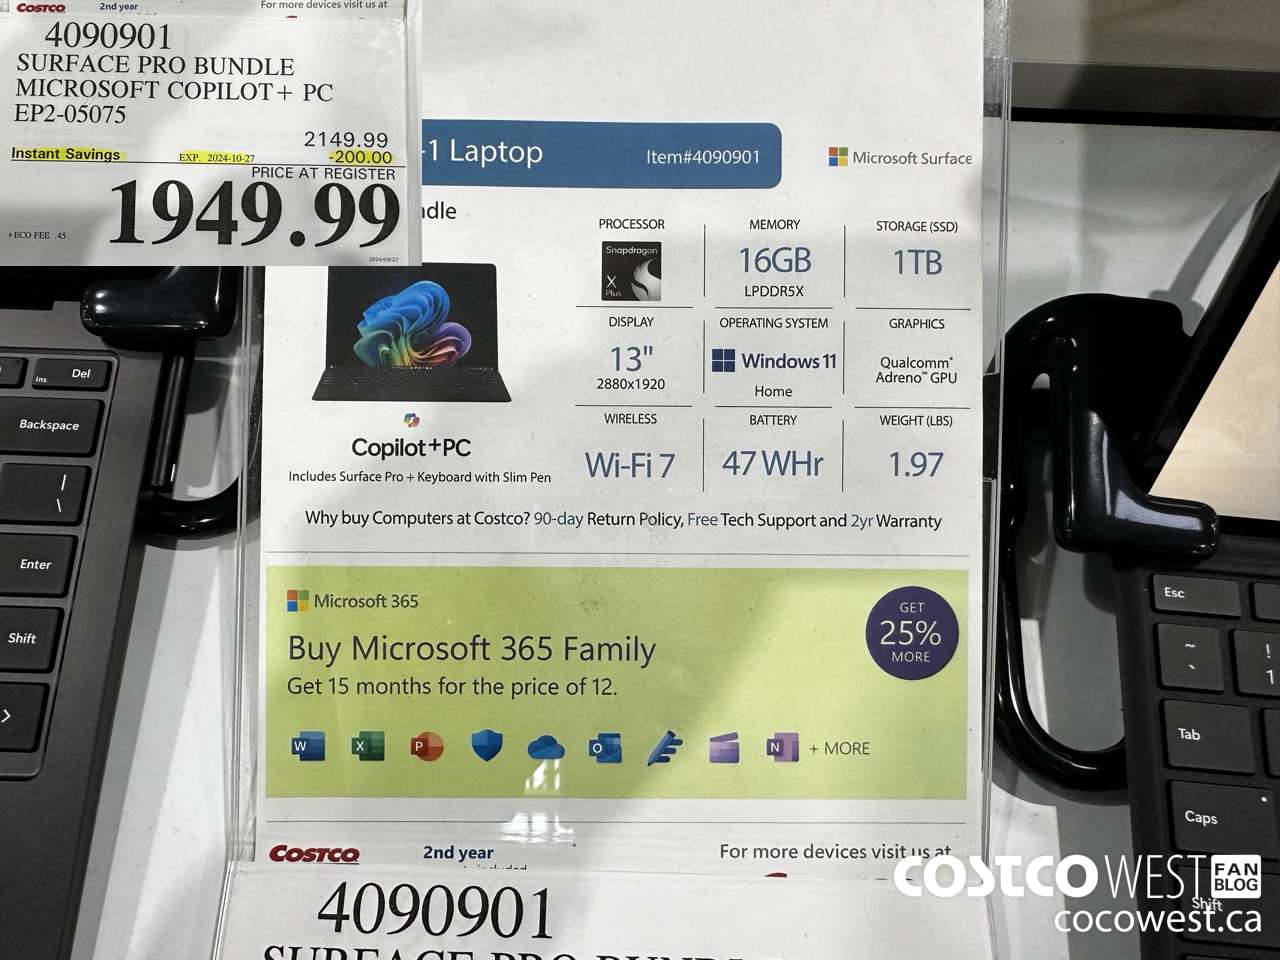 COSTCO 2nd year For more devices visit us at
4090901
SURFACE PRO BUNDLE
MICROSOFT COPILOT+ PC
EP2-05075
2149.99
Instant Savings EXP. 2024-10-27 -200.00
PRICE AT REGISTER
1949.99
+ECO FEE .45
2024/09/27
-1 Laptop Item#4090901
Microsoft Surface
ndle
PROCESSOR MEMORY STORAGE (SSD)
Snapdragon
X
Plus
16GB
LPDDR5X
1TB
DISPLAY OPERATING SYSTEM GRAPHICS
13"
2880x1920
Windows 11
Home
Qualcomm®
Adreno™ GPU
WIRELESS BATTERY WEIGHT (LBS)
Wi-Fi 7 47 WHr 1.97
Copilot+PC
Includes Surface Pro + Keyboard with Slim Pen
Why buy Computers at Costco? 90-day Return Policy, Free Tech Support and 2yr Warranty
Microsoft 365
Buy Microsoft 365 Family
Get 15 months for the price of 12.
GET
25%
MORE
W X P O N + MORE
COSTCO 2nd year For more devices visit us at
4090901
SURFACE PRO BUNDLE
Ins Del
Backspace
|
\
Enter
Shift
>
Esc
~
`
!
1
Tab
Caps
Shift
COSTCO WEST FAN
BLOG
cocowest.ca